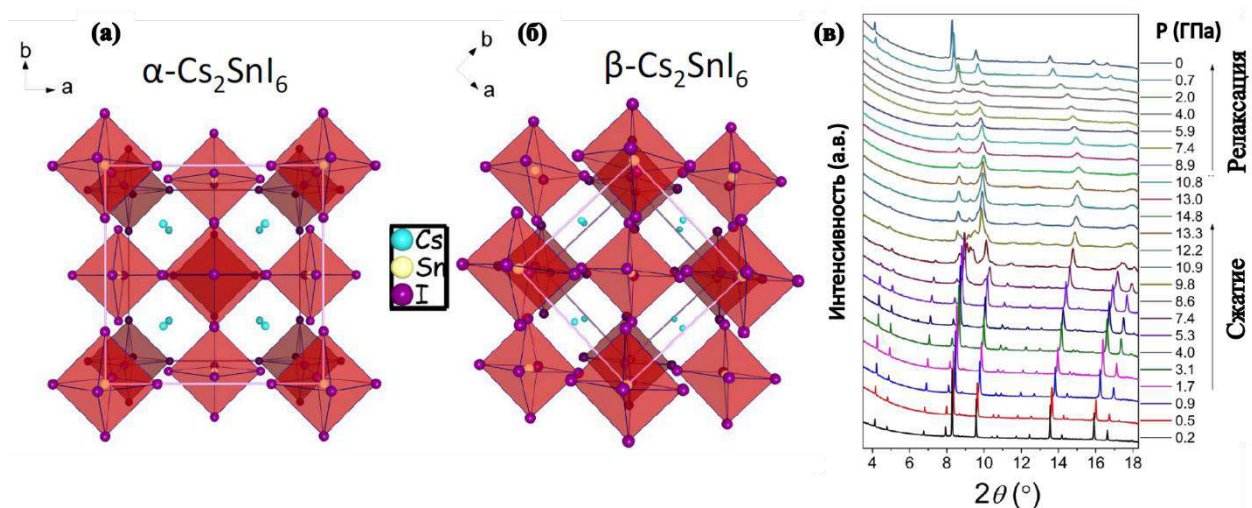 (а)
b
a
α-Cs₂SnI₆
Cs
Sn
I
(б)
b
a
β-Cs₂SnI₆
(в)
P (ГПа)
0
0.7
2.0
4.0
5.9
7.4
8.9
10.8
13.0
14.8
13.3
12.2
10.9
9.8
8.6
7.4
5.3
4.0
3.1
1.7
0.9
0.5
0.2
Релаксация
Сжатие
Интенсивность (а.в.)
4 6 8 10 12 14 16 18
2θ (°)